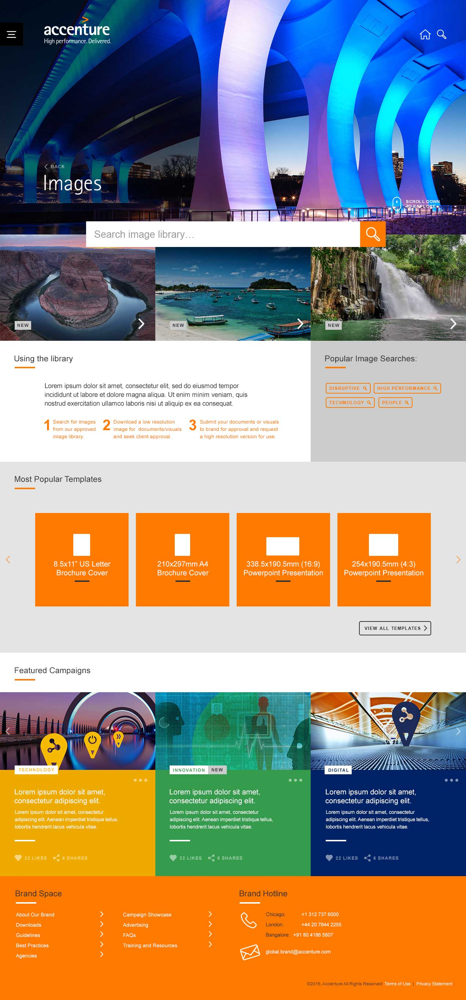 accenture
High performance. Delivered.
BACK
Images
SCROLL DOWN
TO EXPLORE
Search image library...
NEW
NEW
NEW
Using the library
Lorem ipsum dolor sit amet, consectetur elit, sed do eiusmod tempor
incididunt ut labore et dolore magna aliqua. Ut enim minim veniam, quis
nostrud exercitation ullamco laboris nisi ut aliquip ex ea consequat.
1 Search for images
from our approved
image library.
2 Download a low resolution
image for documents/visuals
and seek client approval.
3 Submit your documents or visuals
to brand for approval and request
a high resolution version for use.
Popular Image Searches:
DISRUPTIVE
HIGH PERFORMANCE
TECHNOLOGY
PEOPLE
Most Popular Templates
8.5x11” US Letter
Brochure Cover
210x297mm A4
Brochure Cover
338.5x190.5mm (16:9)
Powerpoint Presentation
254x190.5mm (4:3)
Powerpoint Presentation
VIEW ALL TEMPLATES
Featured Campaigns
TECHNOLOGY
Lorem ipsum dolor sit amet,
consectetur adipiscing elit.
Lorem ipsum dolor sit amet, consectetur
adipiscing elit. Aenean imperdiet tristique tellus,
lobortis hendrerit lacus vehicula vitae.
22 LIKES 6 SHARES
INNOVATION NEW
Lorem ipsum dolor sit amet,
consectetur adipiscing elit.
Lorem ipsum dolor sit amet, consectetur
adipiscing elit. Aenean imperdiet tristique tellus,
lobortis hendrerit lacus vehicula vitae.
22 LIKES 6 SHARES
DIGITAL
Lorem ipsum dolor sit amet,
consectetur adipiscing elit.
Lorem ipsum dolor sit amet, consectetur
adipiscing elit. Aenean imperdiet tristique tellus,
lobortis hendrerit lacus vehicula vitae.
22 LIKES 6 SHARES
Brand Space
About Our Brand
Downloads
Guidelines
Best Practices
Agencies
Campaign Showcase
Advertising
FAQs
Training and Resources
Brand Hotline
Chicago: +1 312 737 6000
London: +44 20 7844 2255
Bangalore: +91 80 4186 5807
global.brand@accenture.com
©2016, Accenture All Rights Reserved Terms of Use | Privacy Statement